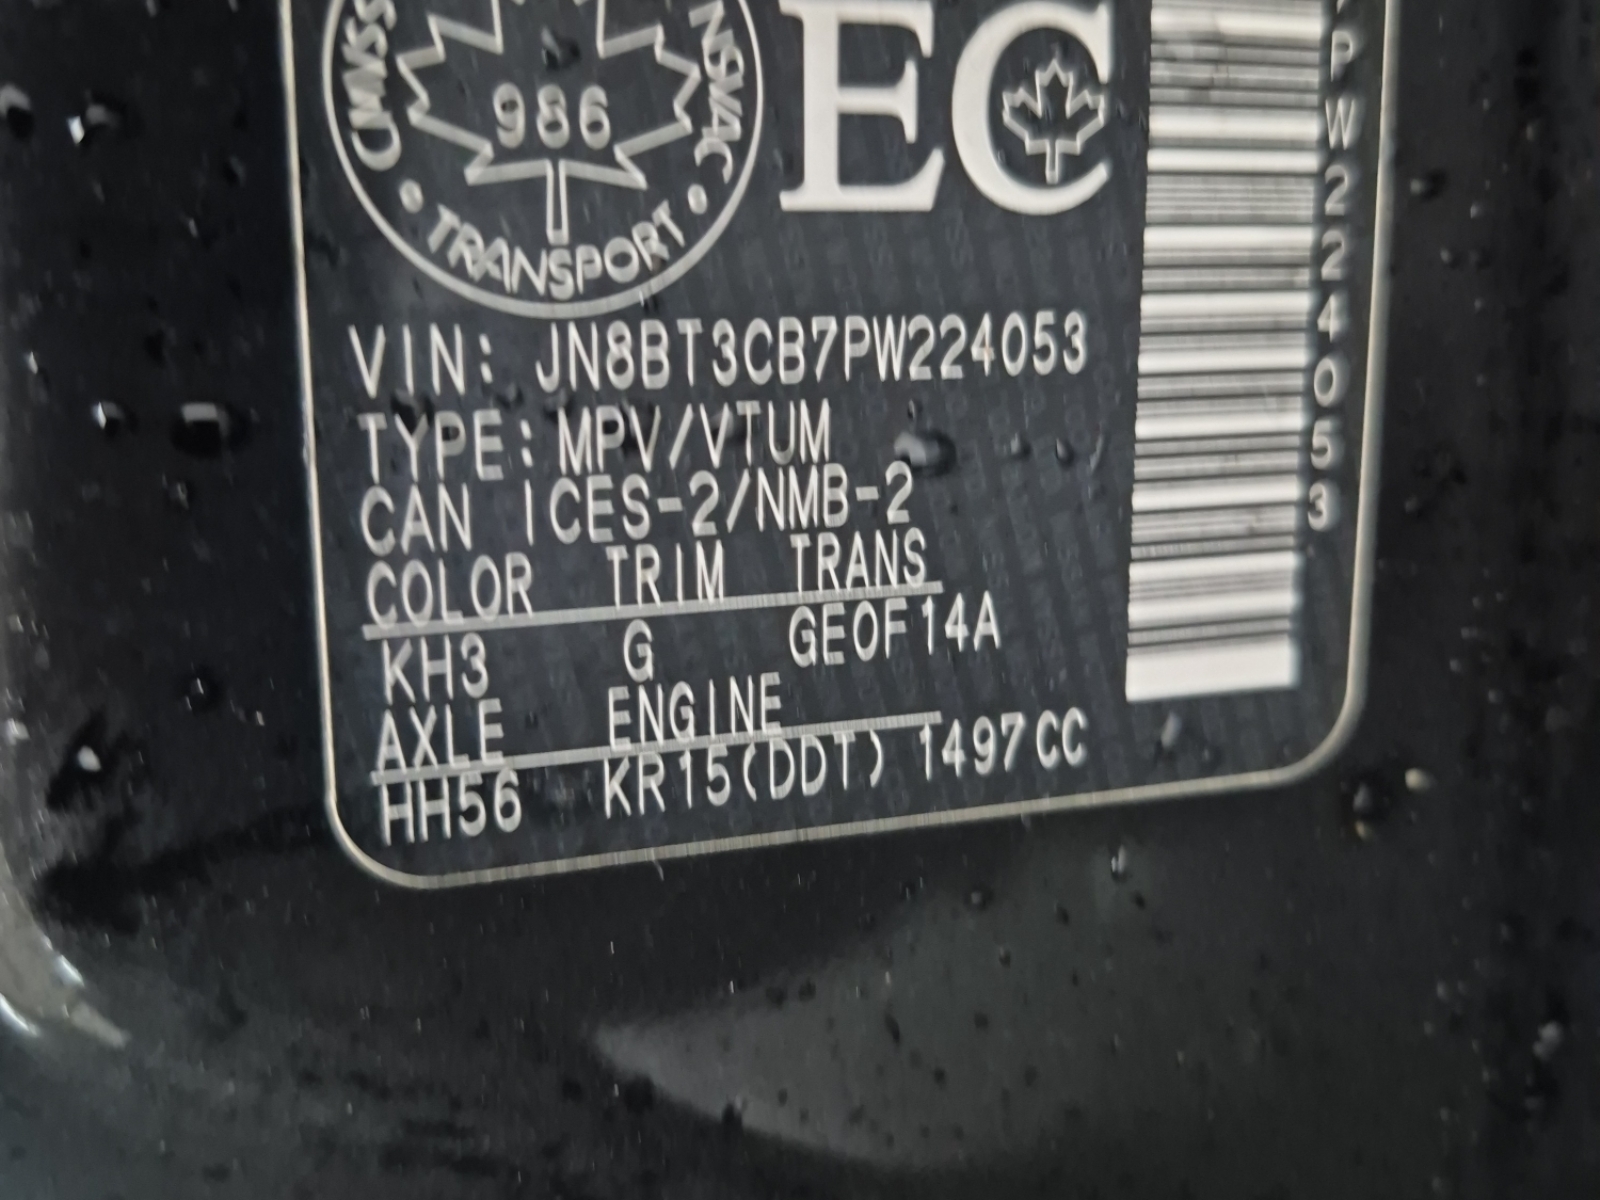 CMVSS
NSVAC
986
TRANSPORT
EC
VIN: JN8BT3CB7PW224053
TYPE: MPV/VTUM
CAN ICES-2/NMB-2
COLOR TRIM TRANS
KH3 G GE0F14A
AXLE ENGINE
HH56 KR15(DDT) 1497CC
PW224053